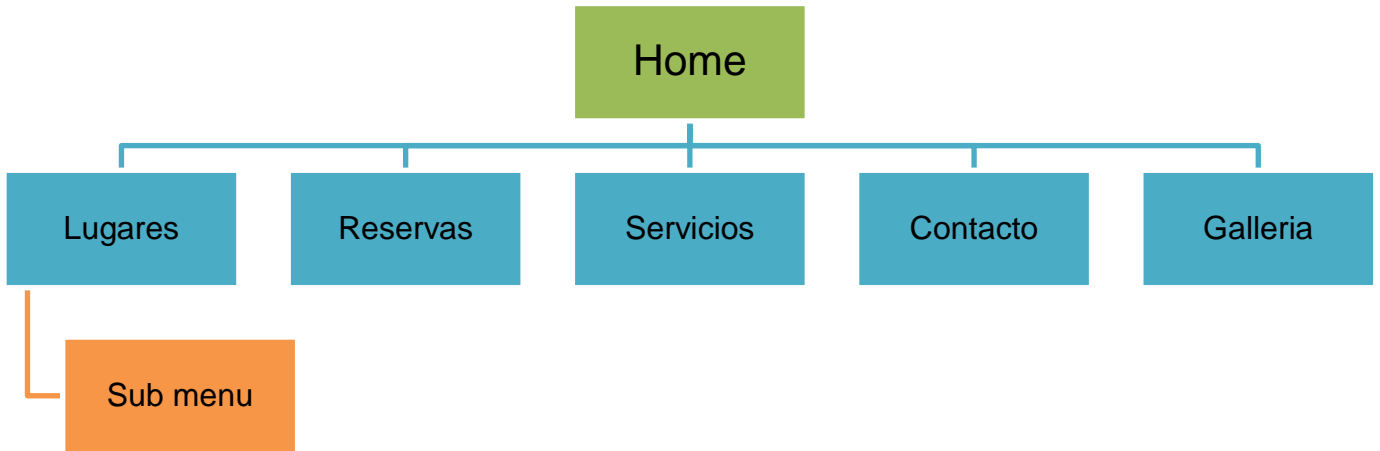 Home
Lugares
Reservas
Servicios
Contacto
Galleria
Sub menu